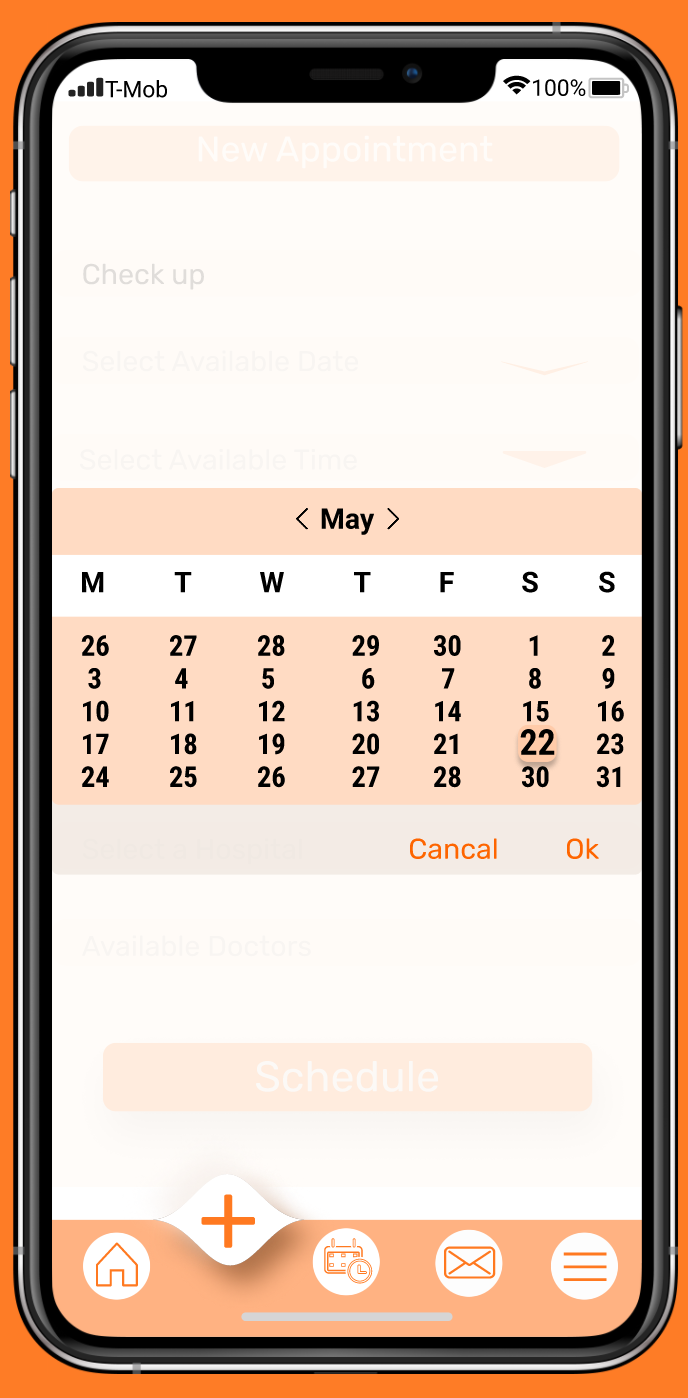 T-Mob 100%
New Appointment
Check up
Select Available Date
Select Available Time
May
M T W T F S S
26 27 28 29 30 1 2
3 4 5 6 7 8 9
10 11 12 13 14 15 16
17 18 19 20 21 22 23
24 25 26 27 28 30 31
Select a Hospital Cancal Ok
Available Doctors
Schedule